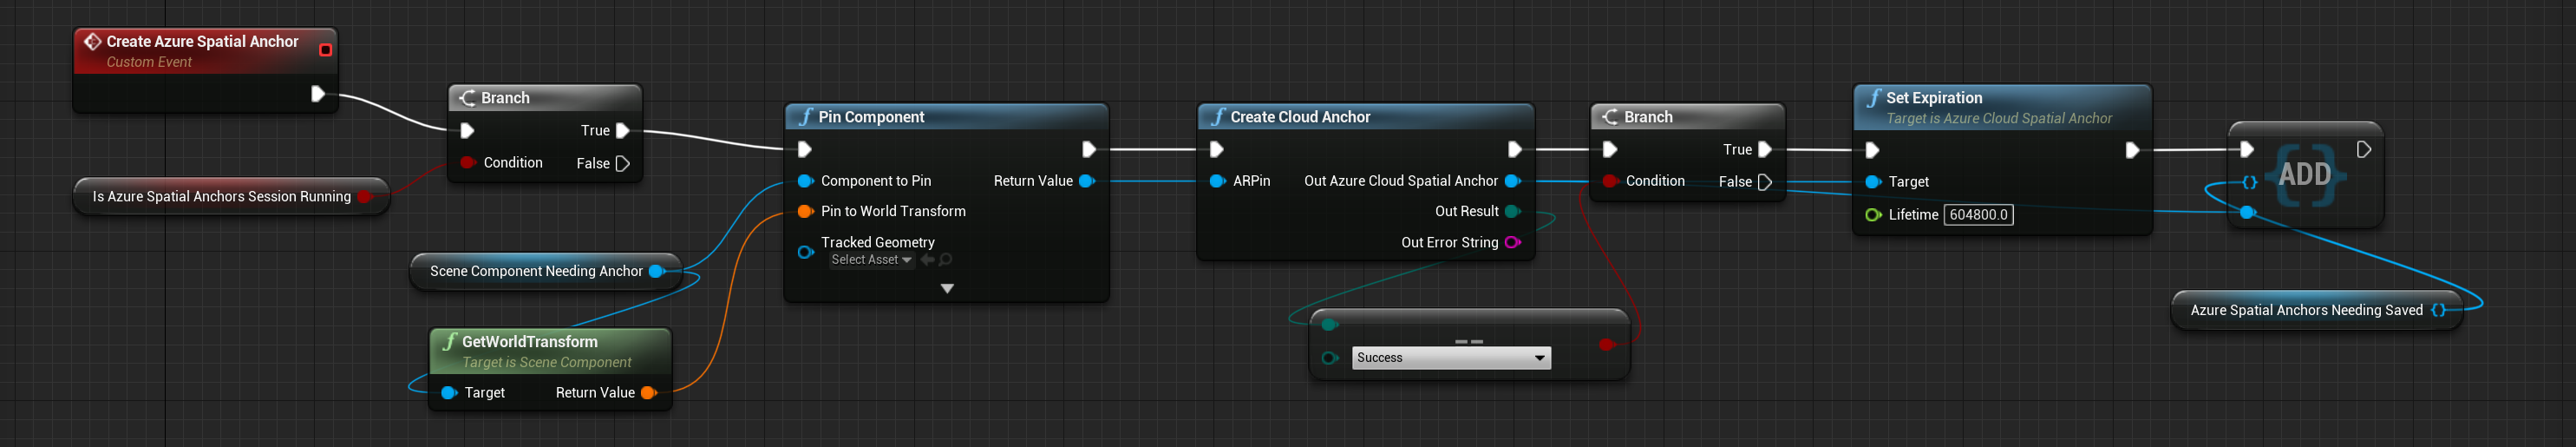 Create Azure Spatial Anchor
Custom Event
Is Azure Spatial Anchors Session Running
Branch
True
Condition
False
Scene Component Needing Anchor
GetWorldTransform
Target is Scene Component
Target
Return Value
Pin Component
Component to Pin
Return Value
Pin to World Transform
Tracked Geometry
Select Asset
Create Cloud Anchor
ARPin
Out Azure Cloud Spatial Anchor
Out Result
Out Error String
==
Success
Branch
True
Condition
False
Set Expiration
Target is Azure Cloud Spatial Anchor
Target
Lifetime 604800.0
ADD
Azure Spatial Anchors Needing Saved